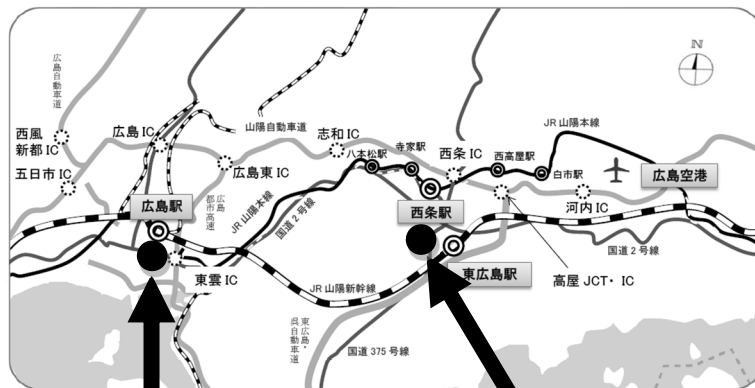 N
広島自動車道
西風
新都 IC
五日市 IC
広島 IC
山陽自動車道
広島東 IC
志和 IC
八本松駅
寺家駅
西条 IC
西高屋駅
白市駅
JR 山陽本線
広島空港
河内 IC
広島駅
広島
都市高速
JR 山陽本線
国道 2 号線
西条駅
東雲 IC
JR 山陽新幹線
東広島駅
国道 2 号線
高屋 JCT・ IC
東広島・
呉自動車道
国道 375 号線